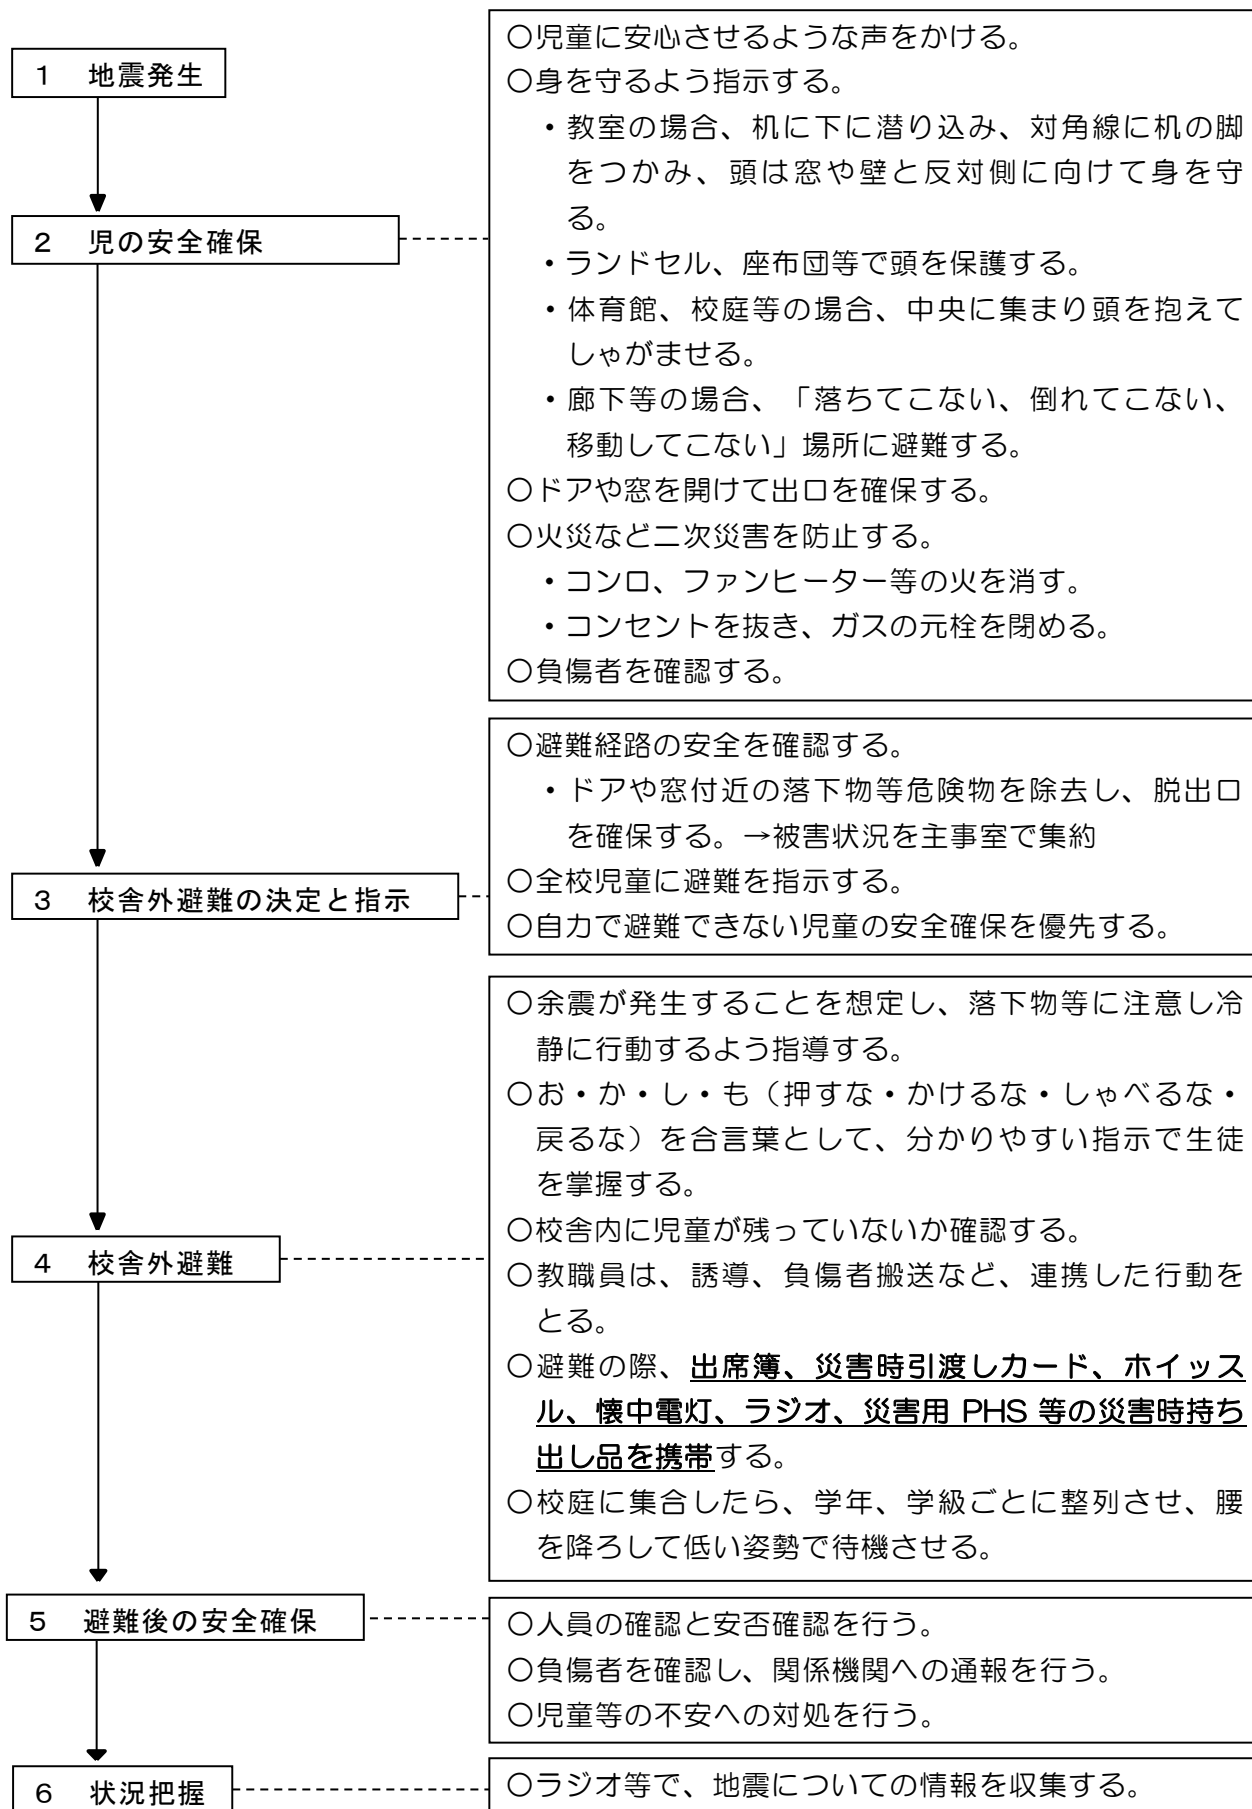 1 地震発生
○児童に安心させるような声をかける。
○身を守るよう指示する。
・教室の場合、机に下に潜り込み、対角線に机の脚
をつかみ、頭は窓や壁と反対側に向けて身を守
る。
2 児の安全確保
・ランドセル、座布団等で頭を保護する。
・体育館、校庭等の場合、中央に集まり頭を抱えて
しゃがませる。
・廊下等の場合、「落ちてこない、倒れてこない、
移動してこない」場所に避難する。
○ドアや窓を開けて出口を確保する。
○火災など二次災害を防止する。
・コンロ、ファンヒーター等の火を消す。
・コンセントを抜き、ガスの元栓を閉める。
○負傷者を確認する。
○避難経路の安全を確認する。
・ドアや窓付近の落下物等危険物を除去し、脱出口
を確保する。→被害状況を主事室で集約
3 校舎外避難の決定と指示
○全校児童に避難を指示する。
○自力で避難できない児童の安全確保を優先する。
○余震が発生することを想定し、落下物等に注意し冷
静に行動するよう指導する。
○お・か・し・も（押すな・かけるな・しゃべるな・
戻るな）を合言葉として、分かりやすい指示で生徒
を掌握する。
○校舎内に児童が残っていないか確認する。
4 校舎外避難
○教職員は、誘導、負傷者搬送など、連携した行動を
とる。
○避難の際、出席簿、災害時引渡しカード、ホイッス
ル、懐中電灯、ラジオ、災害用 PHS 等の災害時持ち
出し品を携帯する。
○校庭に集合したら、学年、学級ごとに整列させ、腰
を降ろして低い姿勢で待機させる。
5 避難後の安全確保
○人員の確認と安否確認を行う。
○負傷者を確認し、関係機関への通報を行う。
○児童等の不安への対処を行う。
6 状況把握
○ラジオ等で、地震についての情報を収集する。